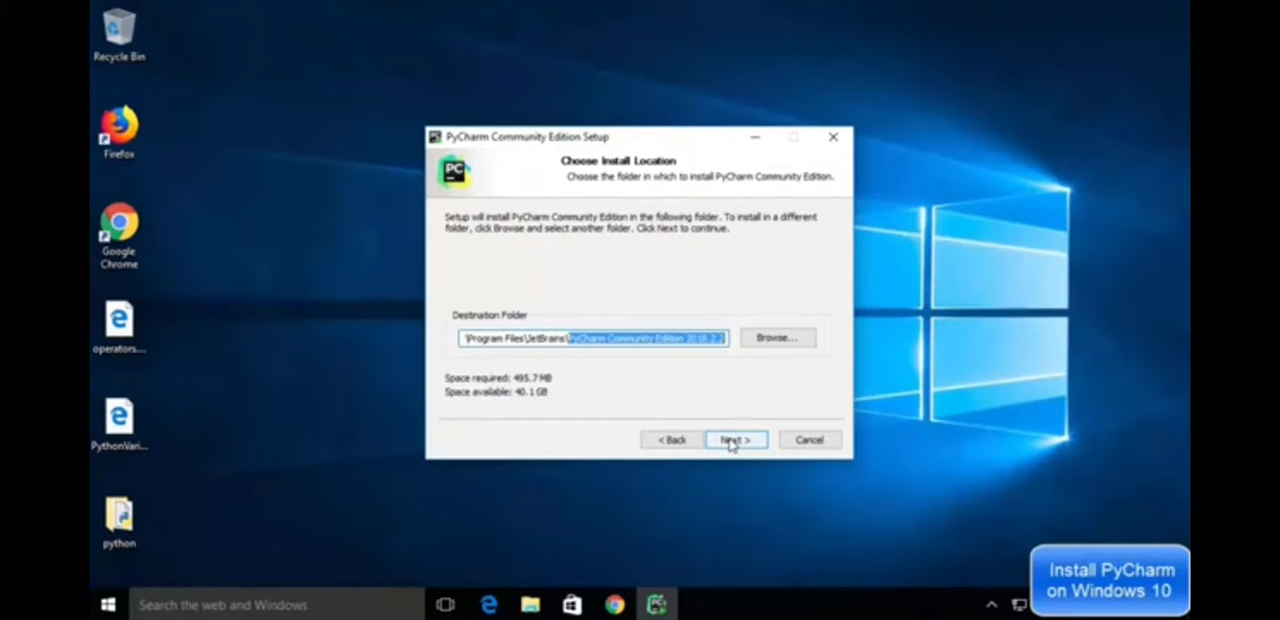 Recycle Bin
Firefox
Google
Chrome
operators...
PythonVari...
python
PyCharm Community Edition Setup
PC
Choose Install Location
Choose the folder in which to install PyCharm Community Edition.
Setup will install PyCharm Community Edition in the following folder. To install in a different
folder, click Browse and select another folder. Click Next to continue.
Destination Folder
\Program Files\JetBrains\PyCharm Community Edition 2018.2.2
Browse...
Space required: 495.7 MB
Space available: 40.1 GB
< Back
Next >
Cancel
Search the web and Windows
Install PyCharm
on Windows 10